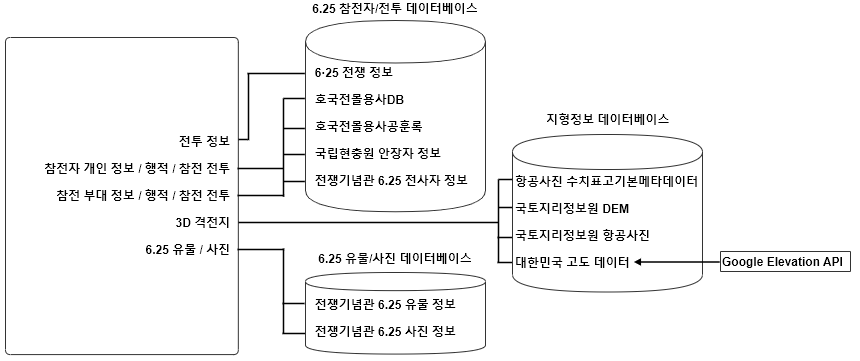 6.25 참전자/전투 데이터베이스
6·25 전쟁 정보
호국전몰용사DB
호국전몰용사공훈록
국립현충원 안장자 정보
전쟁기념관 6.25 전사자 정보
전투 정보
참전자 개인 정보 / 행적 / 참전 전투
참전 부대 정보 / 행적 / 참전 전투
3D 격전지
6.25 유물 / 사진
지형정보 데이터베이스
항공사진 수치표고기본메타데이터
국토지리정보원 DEM
국토지리정보원 항공사진
대한민국 고도 데이터
Google Elevation API
6.25 유물/사진 데이터베이스
전쟁기념관 6.25 유물 정보
전쟁기념관 6.25 사진 정보